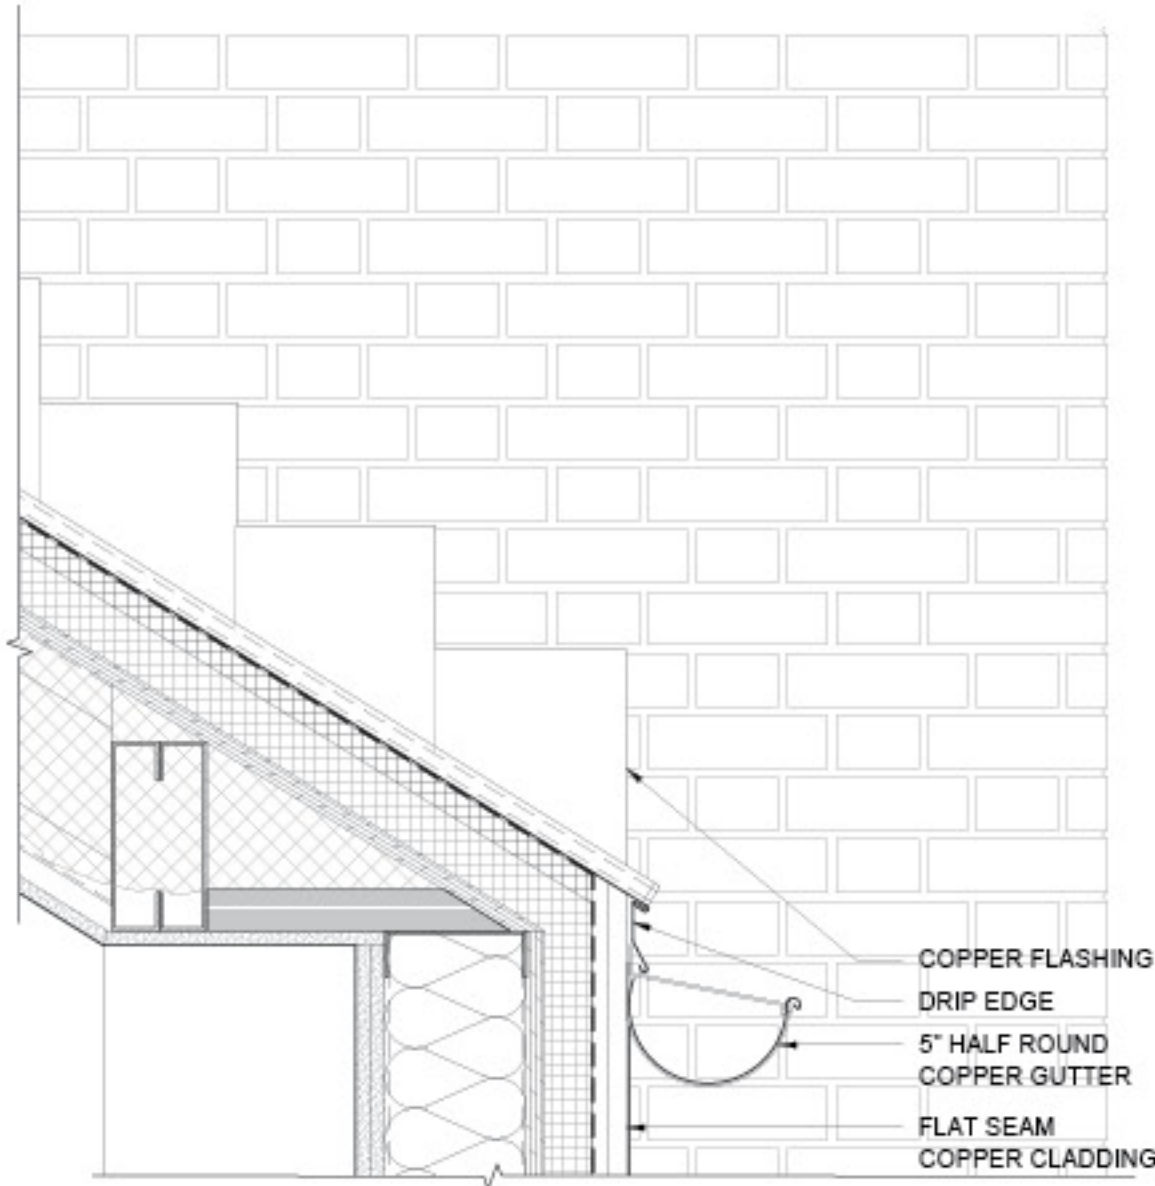 COPPER FLASHING
DRIP EDGE
5" HALF ROUND
COPPER GUTTER
FLAT SEAM
COPPER CLADDING